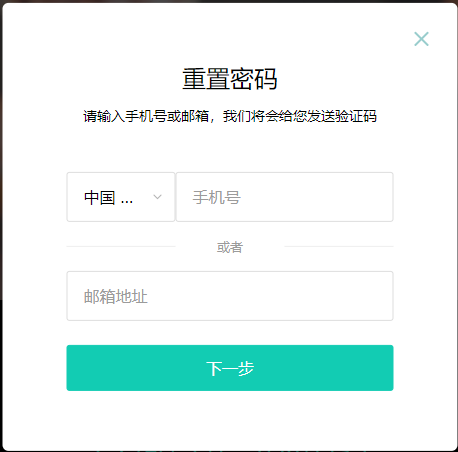 重置密码
请输入手机号或邮箱，我们将会给您发送验证码
中国 ...
手机号
或者
邮箱地址
下一步